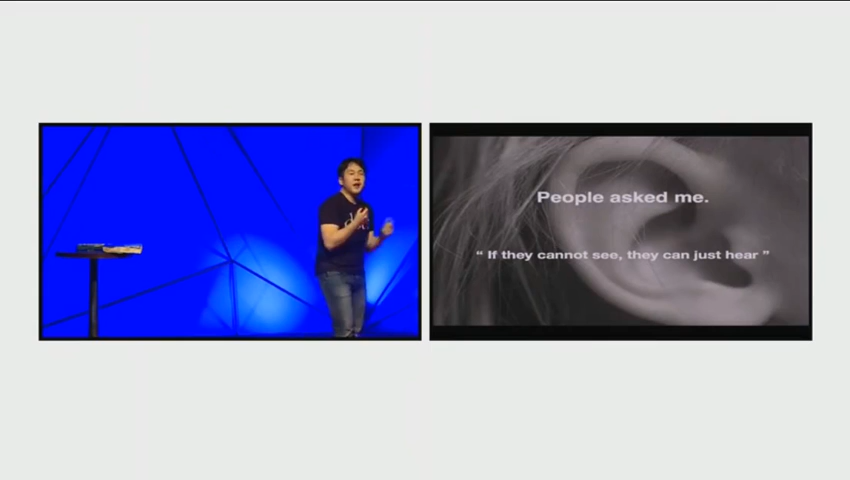 People asked me.
“ If they cannot see, they can just hear ”